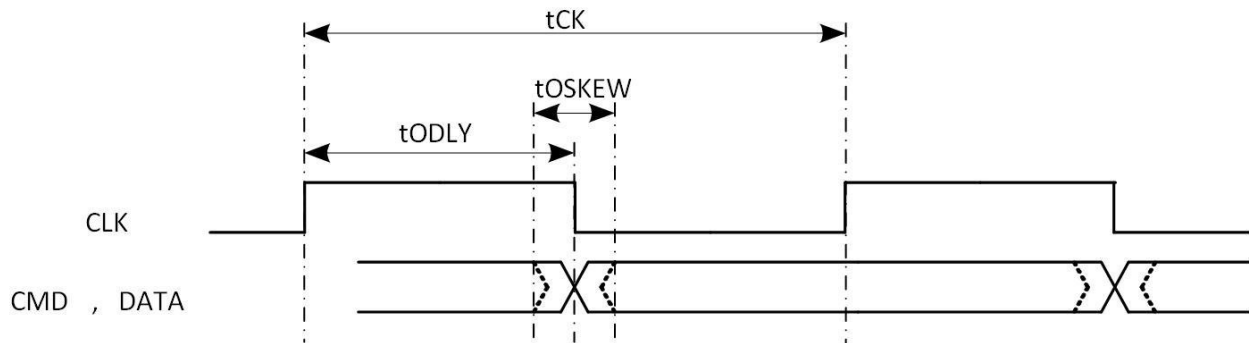 tCK
tOSKEW
tODLY
CLK
CMD , DATA